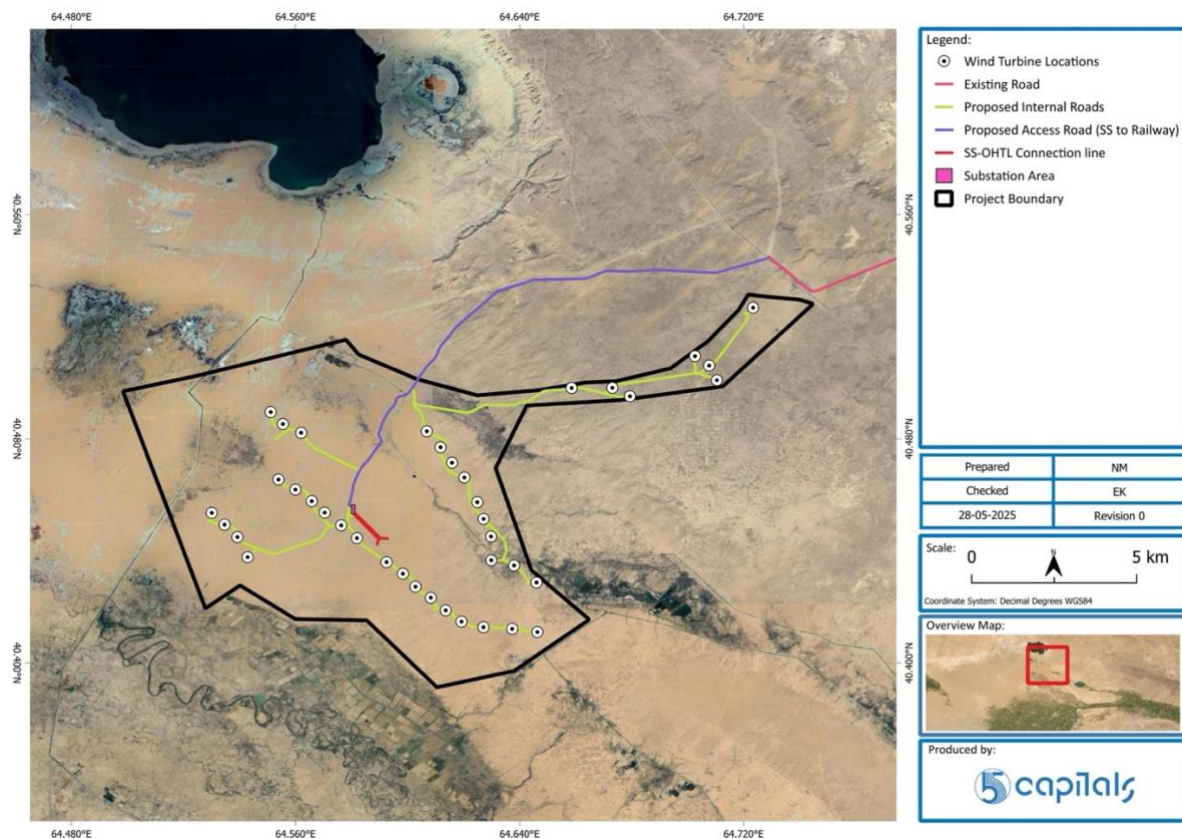 64.480°E 64.560°E 64.640°E 64.720°E
40.560°N 40.560°N
40.480°N 40.480°N
40.400°N 40.400°N
64.480°E 64.560°E 64.640°E 64.720°E
Legend:
Wind Turbine Locations
Existing Road
Proposed Internal Roads
Proposed Access Road (SS to Railway)
SS-OHTL Connection line
Substation Area
Project Boundary
Prepared NM
Checked EK
28-05-2025 Revision 0
Scale:
0 N 5 km
Coordinate System: Decimal Degrees WGS84
Overview Map:
Produced by:
5 capitals